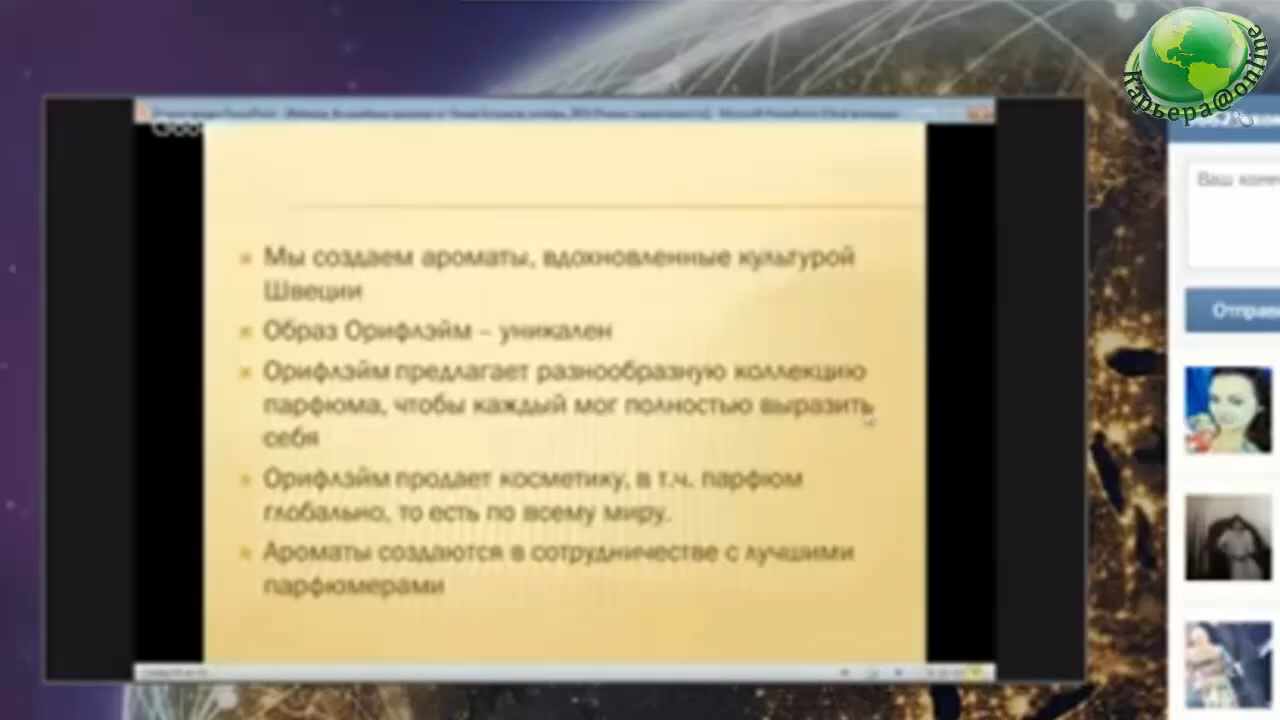 Карьера@online
Ваш комм
Отправ
Мы создаем ароматы, вдохновленные культурой
Швеции
Образ Орифлэйм – уникален
Орифлэйм предлагает разнообразную коллекцию
парфюма, чтобы каждый мог полностью выразить
себя
Орифлэйм продает косметику, в т.ч. парфюм
глобально, то есть по всему миру.
Ароматы создаются в сотрудничестве с лучшими
парфюмерами